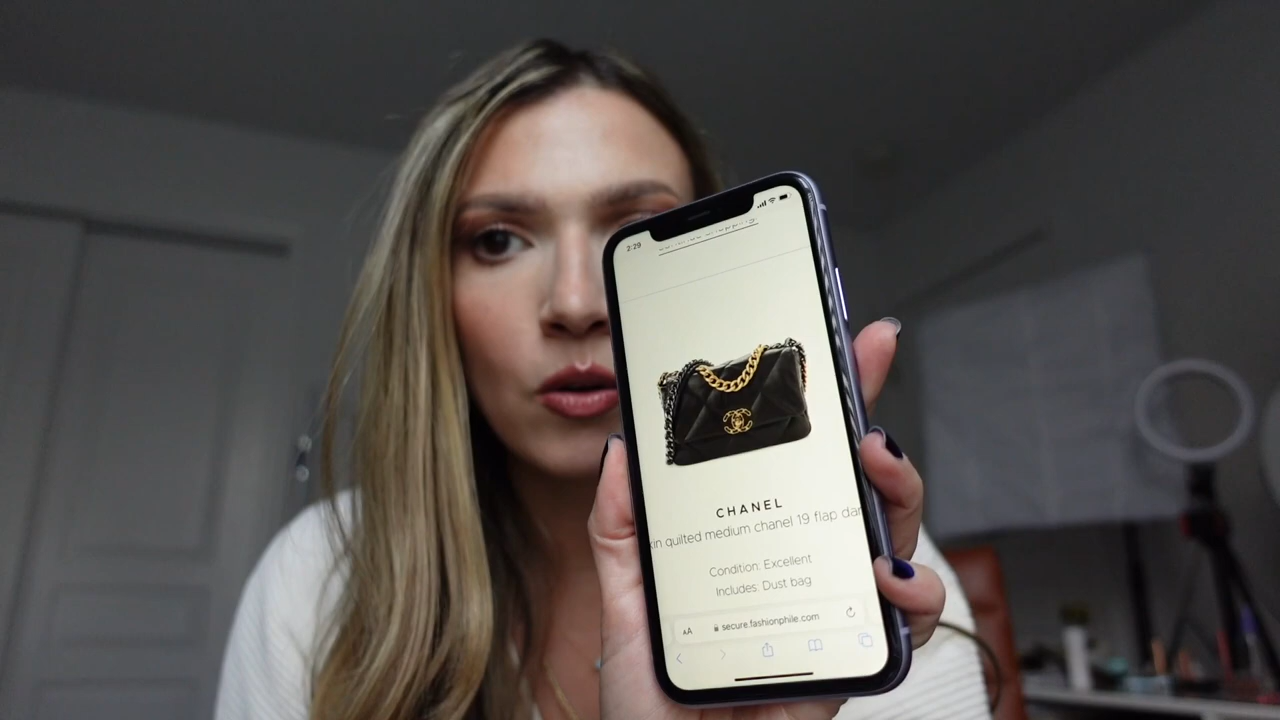 2:29
CHANEL
kin quilted medium chanel 19 flap dar
Condition: Excellent
Includes: Dust bag
AA secure.fashionphile.com